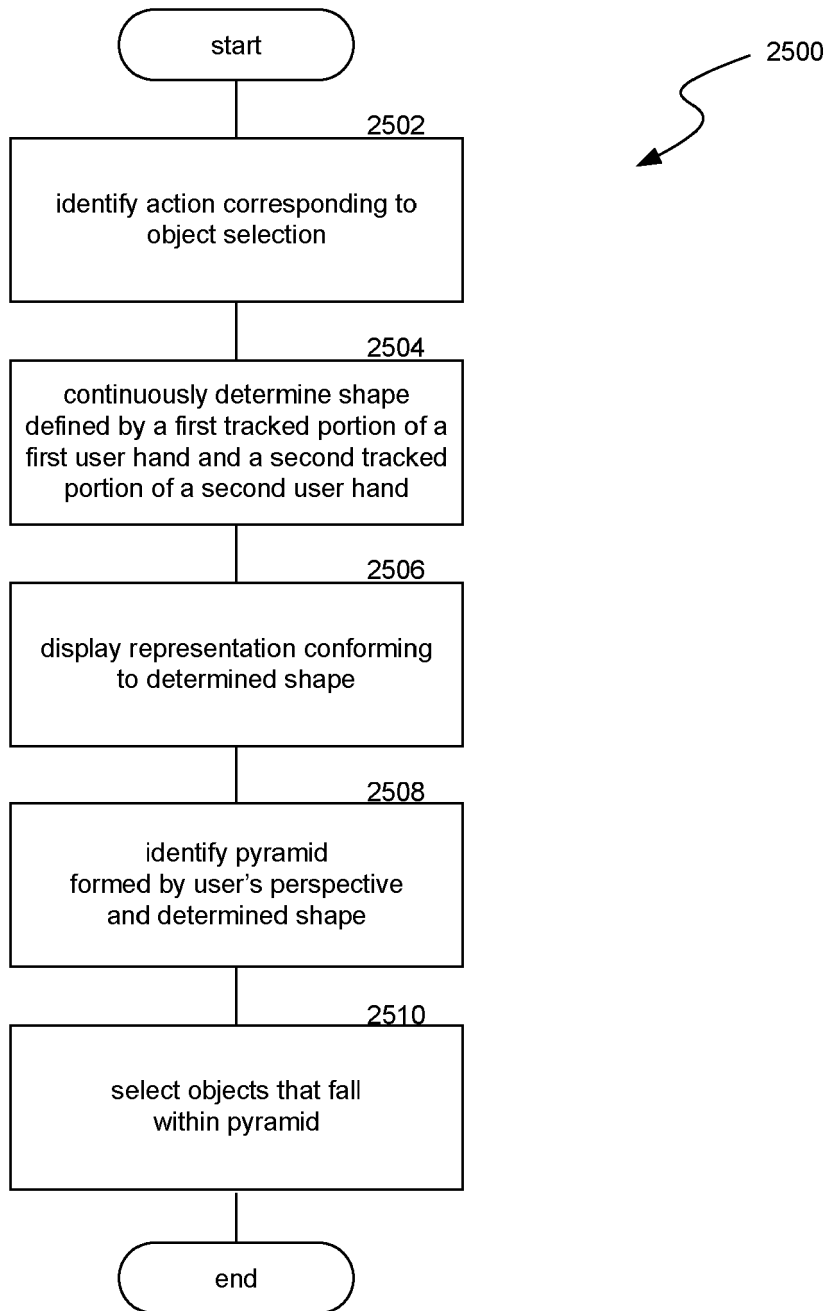 start
2500
2502
identify action corresponding to
object selection
2504
continuously determine shape
defined by a first tracked portion of a
first user hand and a second tracked
portion of a second user hand
2506
display representation conforming
to determined shape
2508
identify pyramid
formed by user’s perspective
and determined shape
2510
select objects that fall
within pyramid
end